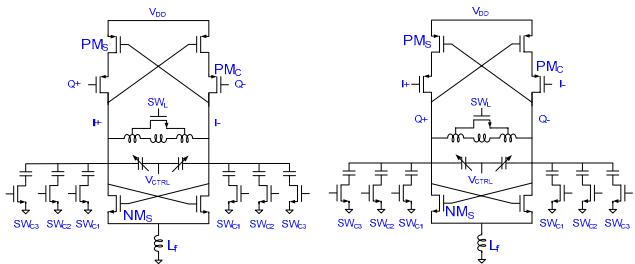 VDD VDD
PMS PMS
PMC PMC
Q+ Q- I+ I-
SWL SWL
I+ I- Q+ Q-
VCTRL VCTRL
NMS NMS
SWC3 SWC2 SWC1 SWC1 SWC2 SWC3 SWC3 SWC2 SWC1 SWC1 SWC2 SWC3
Lf Lf